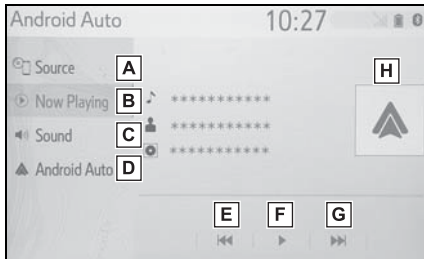 Android Auto 10:27
Source A
H
Now Playing B ***********
Sound C ***********
***********
Android Auto D
E F G